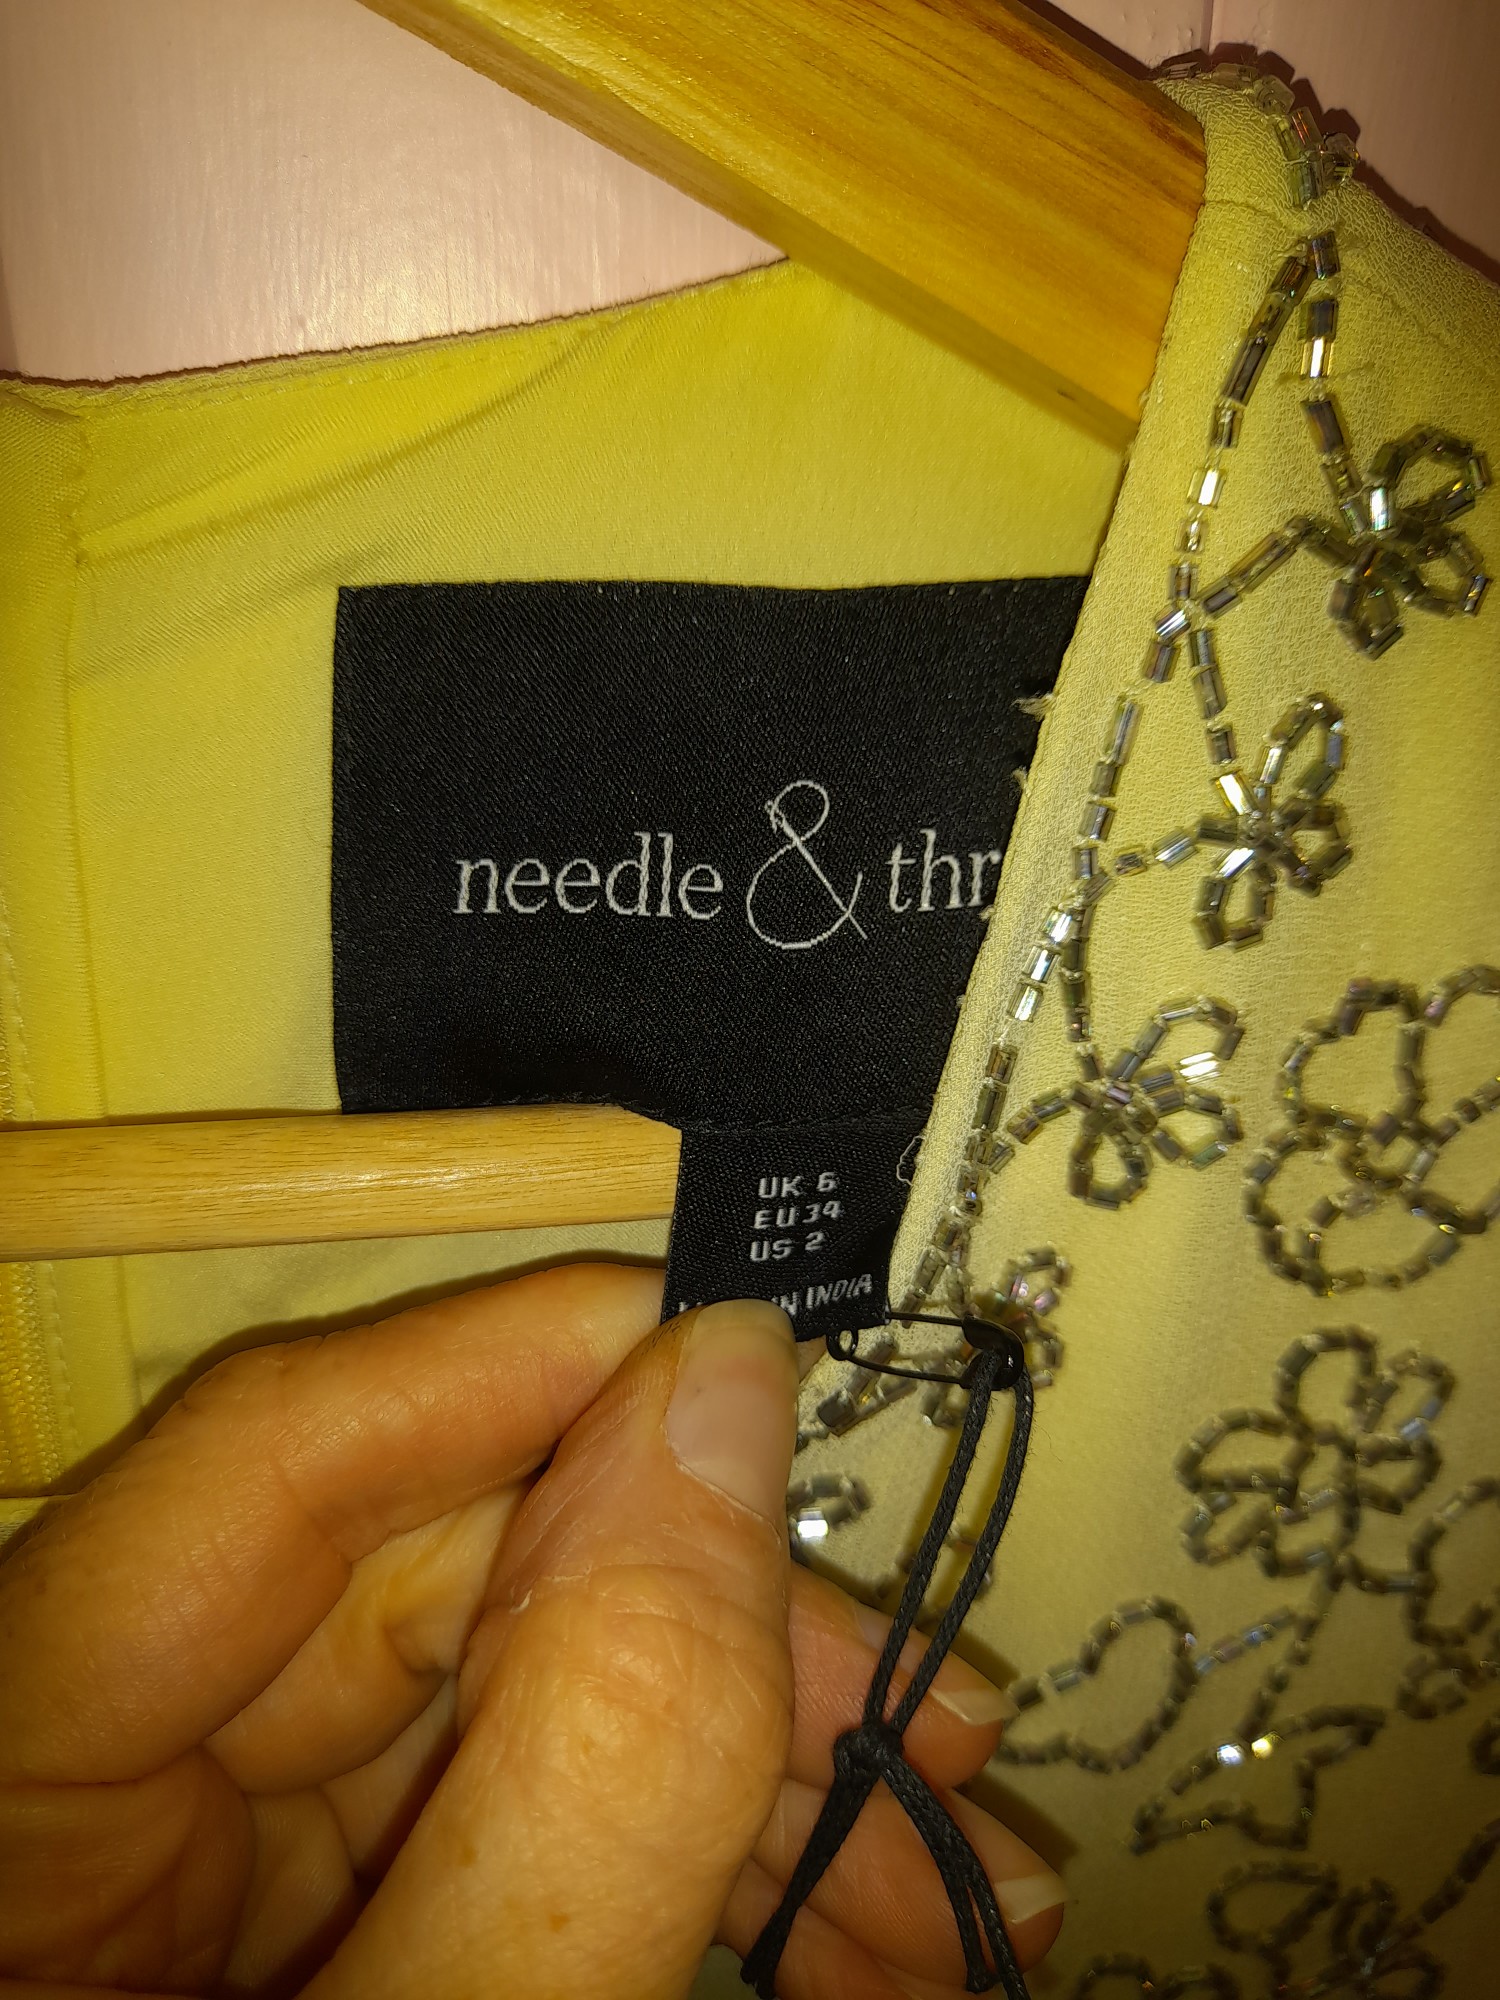 needle & thr
UK 6
EU 34
US 2
IN INDIA